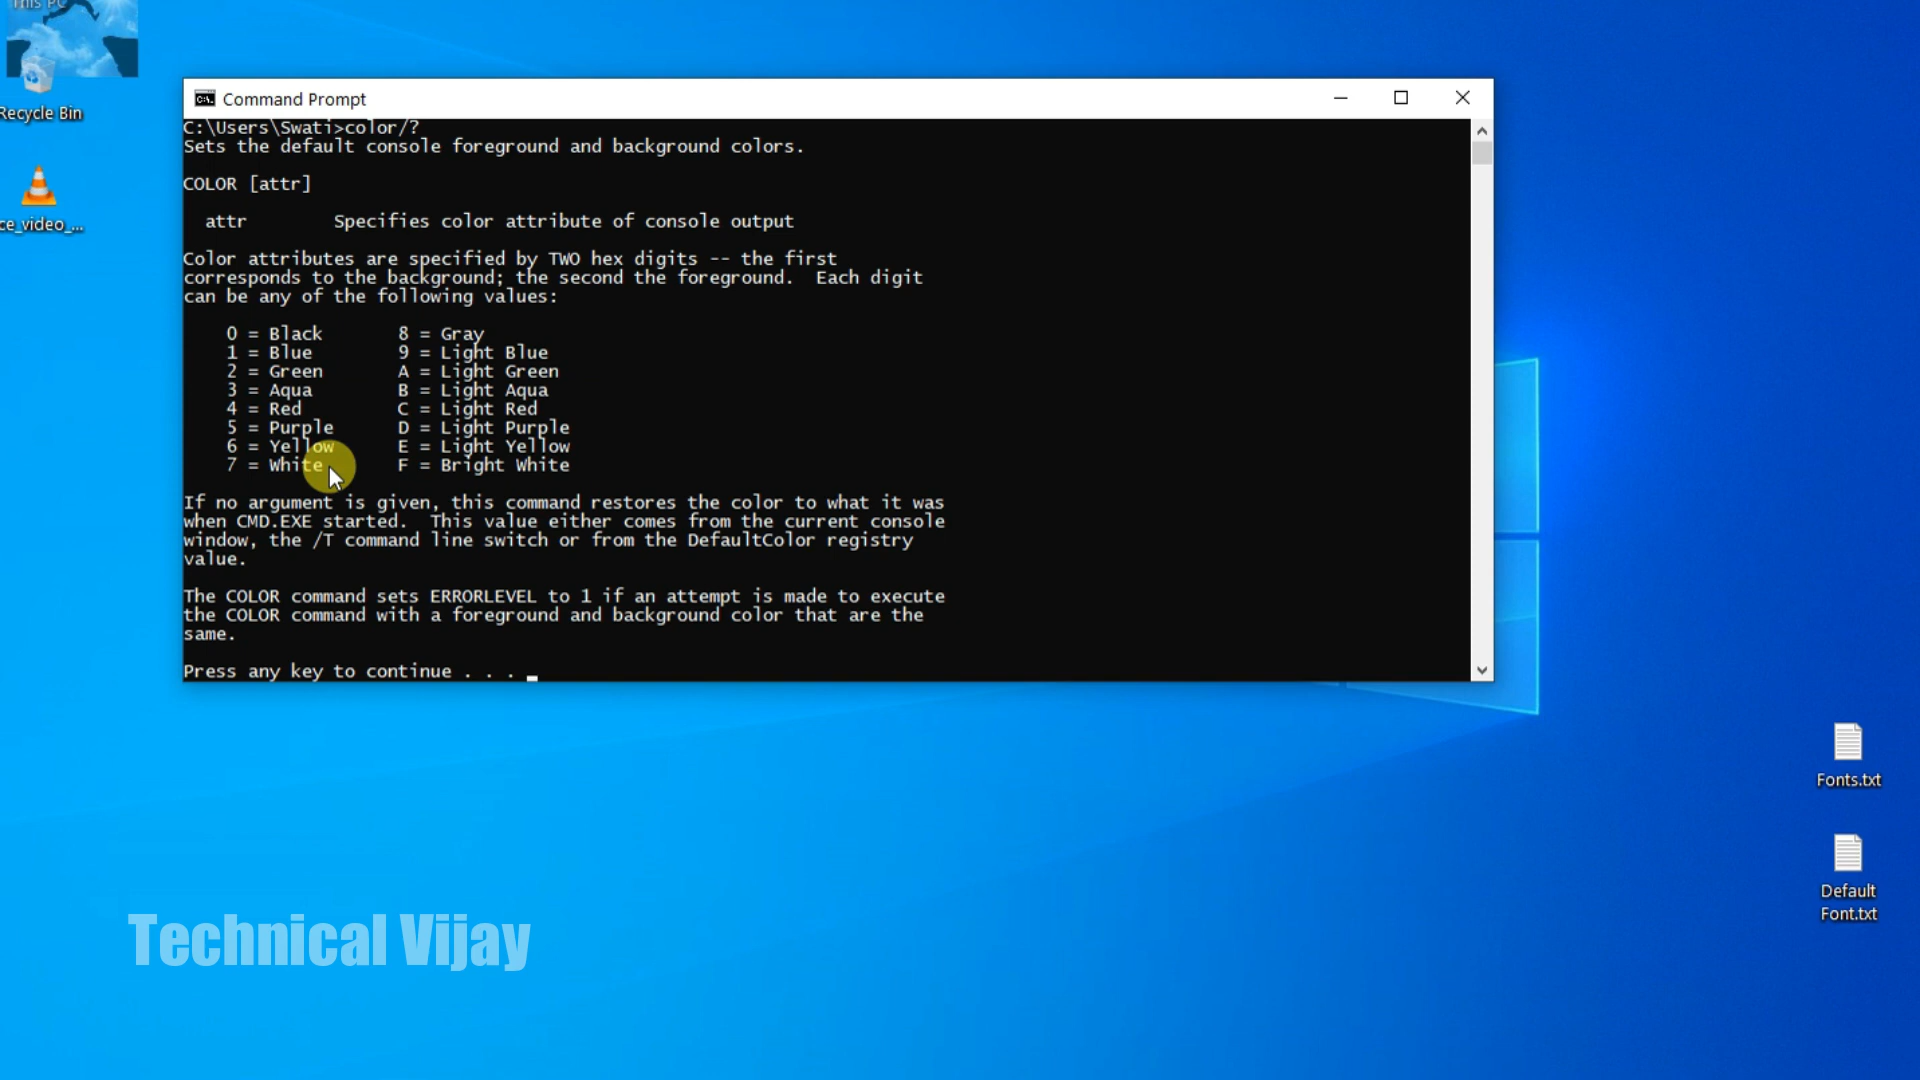 This PC
Recycle Bin
ce_video_...
Command Prompt
C:\Users\Swati>color/?
Sets the default console foreground and background colors.
COLOR [attr]
attr Specifies color attribute of console output
Color attributes are specified by TWO hex digits -- the first
corresponds to the background; the second the foreground. Each digit
can be any of the following values:
0 = Black 8 = Gray
1 = Blue 9 = Light Blue
2 = Green A = Light Green
3 = Aqua B = Light Aqua
4 = Red C = Light Red
5 = Purple D = Light Purple
6 = Yellow E = Light Yellow
7 = White F = Bright White
If no argument is given, this command restores the color to what it was
when CMD.EXE started. This value either comes from the current console
window, the /T command line switch or from the DefaultColor registry
value.
The COLOR command sets ERRORLEVEL to 1 if an attempt is made to execute
the COLOR command with a foreground and background color that are the
same.
Press any key to continue . . .
Fonts.txt
Default
Font.txt
Technical Vijay